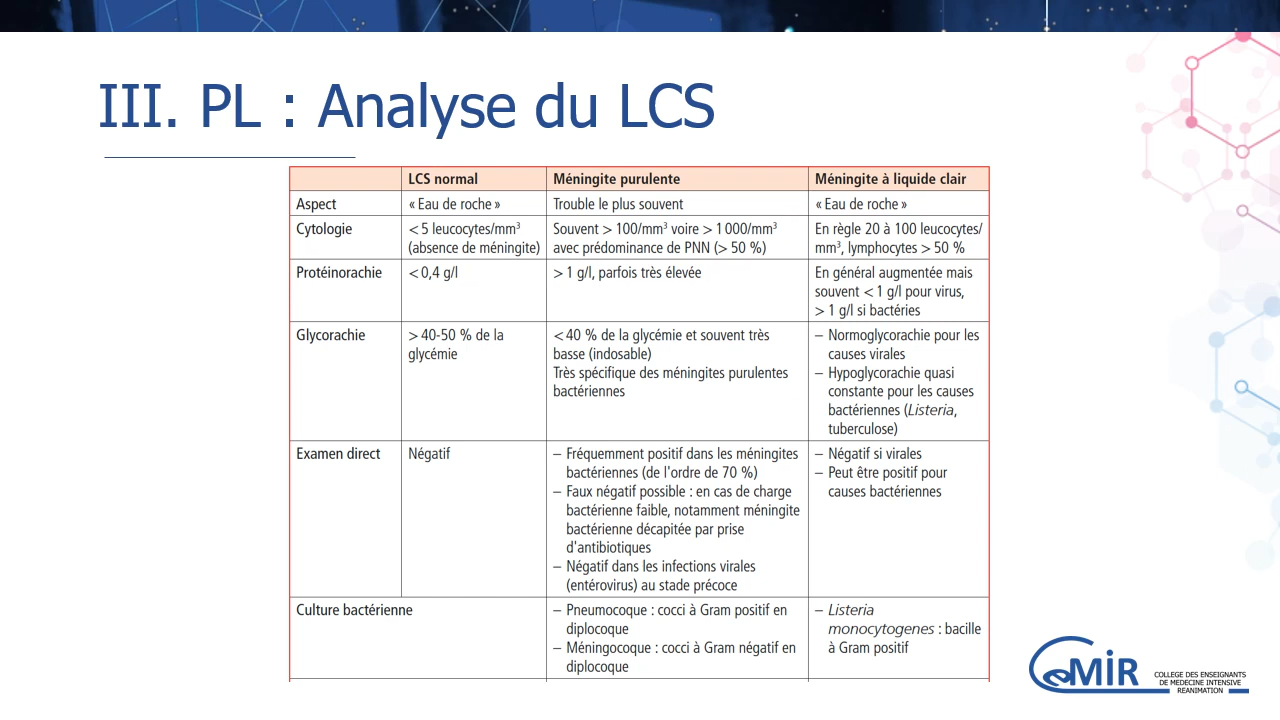 III. PL : Analyse du LCS
LCS normal
Méningite purulente
Méningite à liquide clair
Aspect
« Eau de roche »
Trouble le plus souvent
« Eau de roche »
Cytologie
< 5 leucocytes/mm³
(absence de méningite)
Souvent > 100/mm³ voire > 1 000/mm³
avec prédominance de PNN (> 50 %)
En règle 20 à 100 leucocytes/
mm³, lymphocytes > 50 %
Protéinorachie
< 0,4 g/l
> 1 g/l, parfois très élevée
En général augmentée mais
souvent < 1 g/l pour virus,
> 1 g/l si bactéries
Glycorachie
> 40-50 % de la
glycémie
< 40 % de la glycémie et souvent très
basse (indosable)
Très spécifique des méningites purulentes
bactériennes
– Normoglycorachie pour les
causes virales
– Hypoglycorachie quasi
constante pour les causes
bactériennes (Listeria,
tuberculose)
Examen direct
Négatif
– Fréquemment positif dans les méningites
bactériennes (de l'ordre de 70 %)
– Faux négatif possible : en cas de charge
bactérienne faible, notamment méningite
bactérienne décapitée par prise
d'antibiotiques
– Négatif dans les infections virales
(entérovirus) au stade précoce
– Négatif si virales
– Peut être positif pour
causes bactériennes
Culture bactérienne
– Pneumocoque : cocci à Gram positif en
diplocoque
– Méningocoque : cocci à Gram négatif en
diplocoque
– Listeria
monocytogenes : bacille
à Gram positif
CeMIR
COLLEGE DES ENSEIGNANTS
DE MEDECINE INTENSIVE
REANIMATION